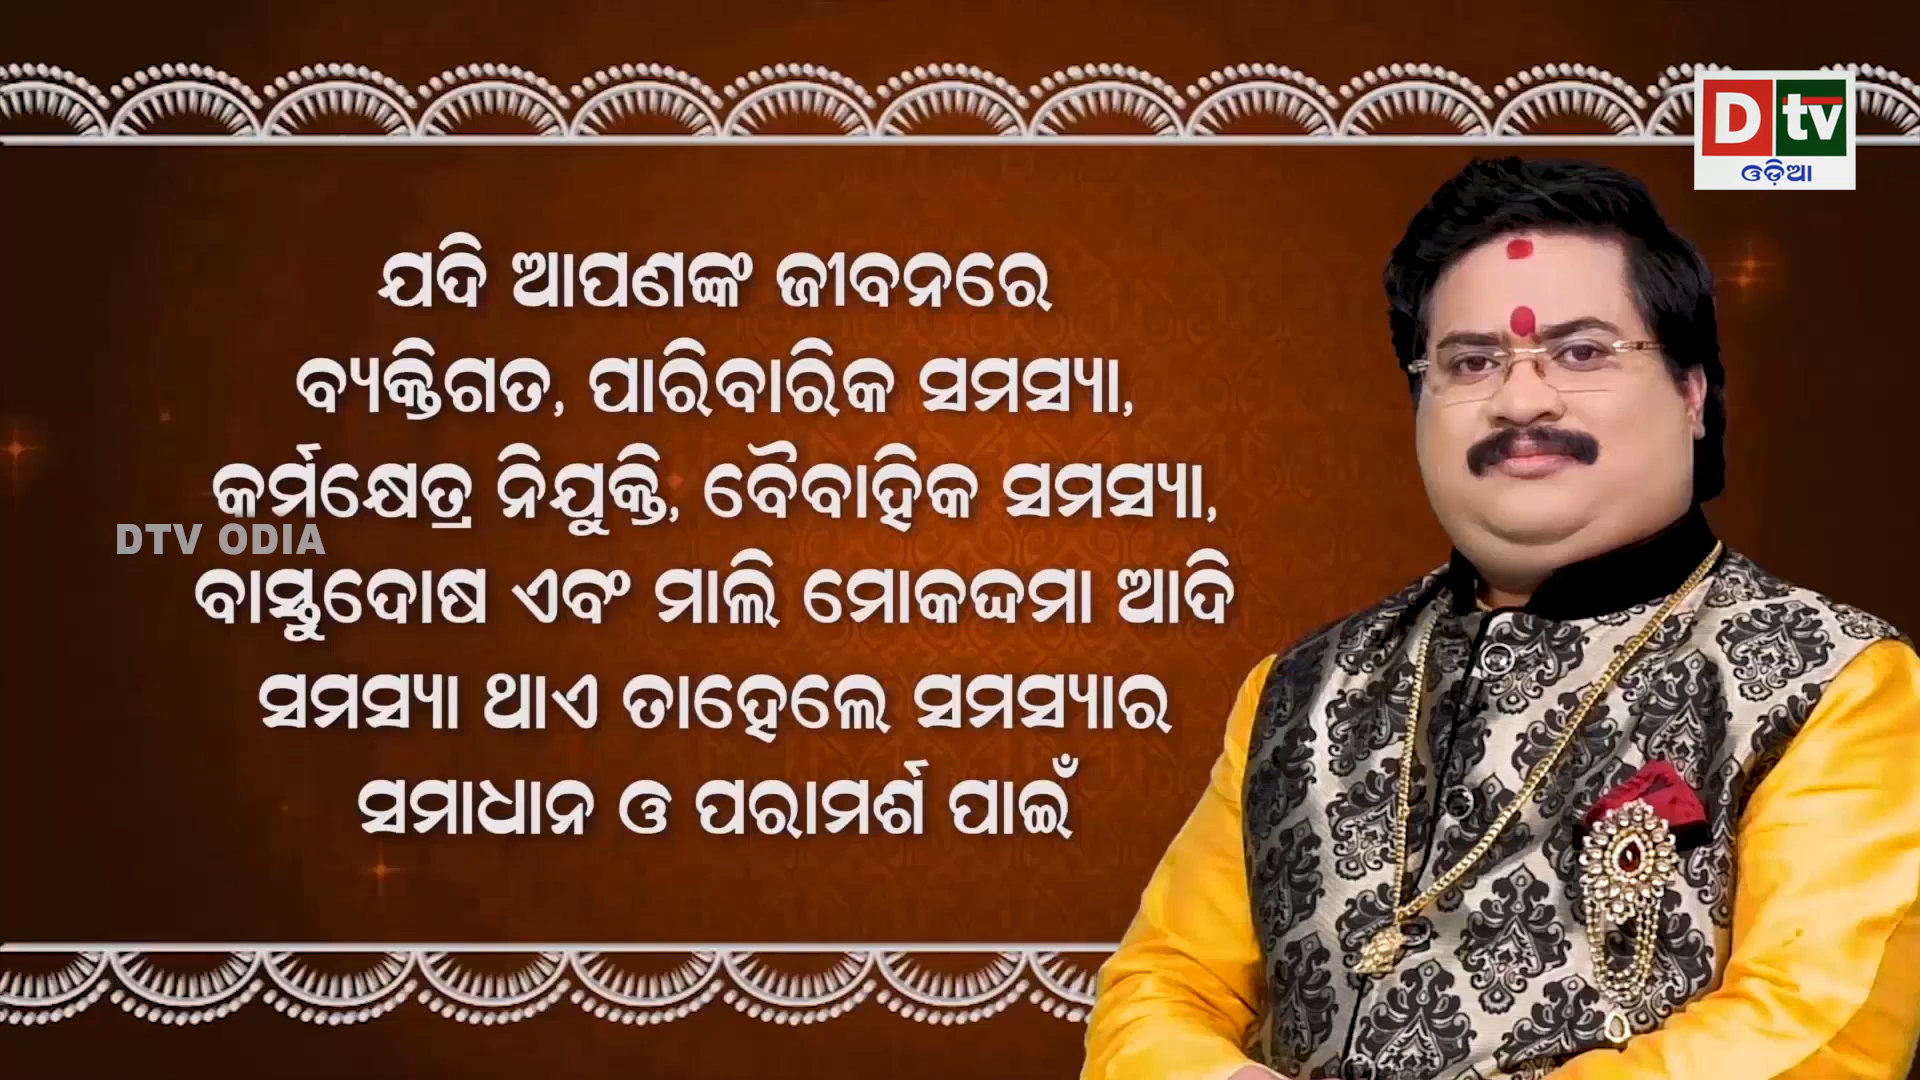 D tv
ଓଡ଼ିଆ
ଯଦି ଆପଣଙ୍କ ଜୀବନରେ
ବ୍ୟକ୍ତିଗତ, ପାରିବାରିକ ସମସ୍ୟା,
କର୍ମକ୍ଷେତ୍ର ନିଯୁକ୍ତି, ବୈବାହିକ ସମସ୍ୟା,
DTV ODIA
ବାସ୍ତୁଦୋଷ ଏବଂ ମାଲି ମୋକଦ୍ଦମା ଆଦି
ସମସ୍ୟା ଥାଏ ତାହେଲେ ସମସ୍ୟାର
ସମାଧାନ ଓ ପରାମର୍ଶ ପାଇଁ